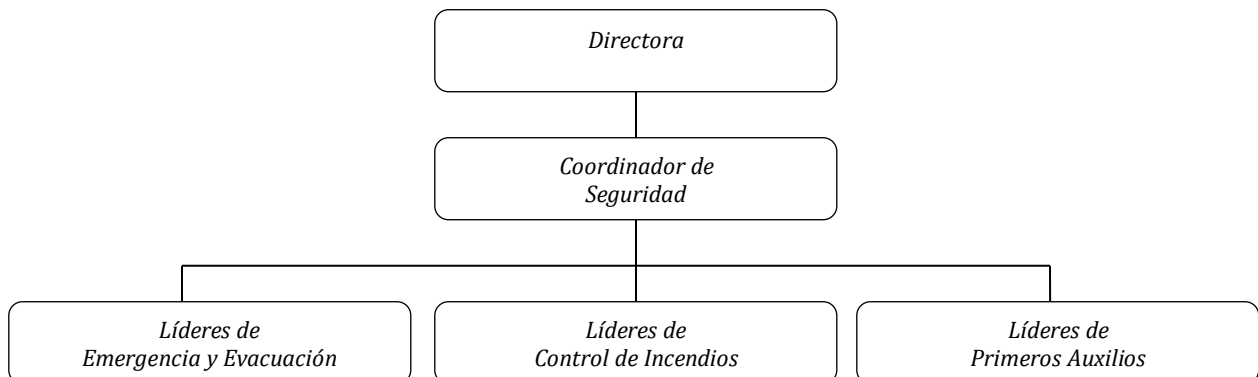 Directora
Coordinador de
Seguridad
Líderes de
Emergencia y Evacuación
Líderes de
Control de Incendios
Líderes de
Primeros Auxilios